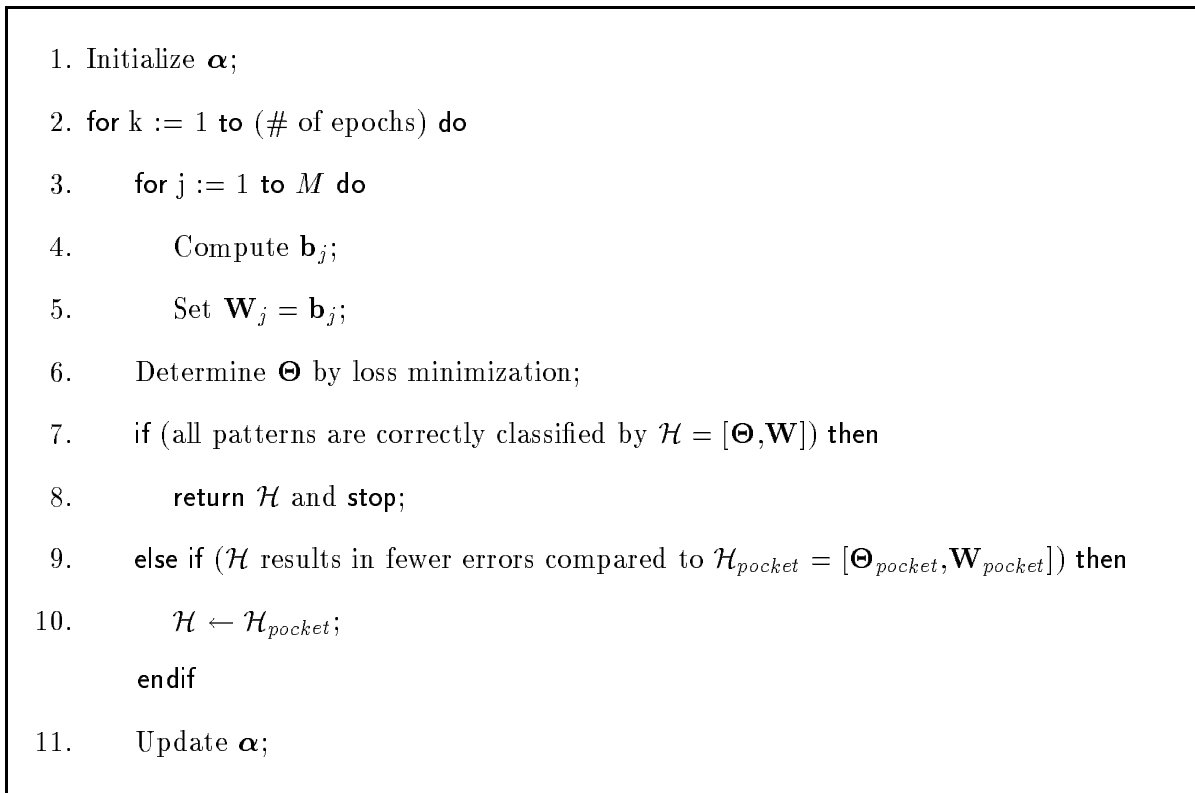 1. Initialize α;
2. for k := 1 to (# of epochs) do
3. for j := 1 to M do
4. Compute b_j;
5. Set W_j = b_j;
6. Determine Θ by loss minimization;
7. if (all patterns are correctly classified by ℋ = [Θ,W]) then
8. return ℋ and stop;
9. else if (ℋ results in fewer errors compared to ℋ_pocket = [Θ_pocket,W_pocket]) then
10. ℋ ← ℋ_pocket;
endif
11. Update α;